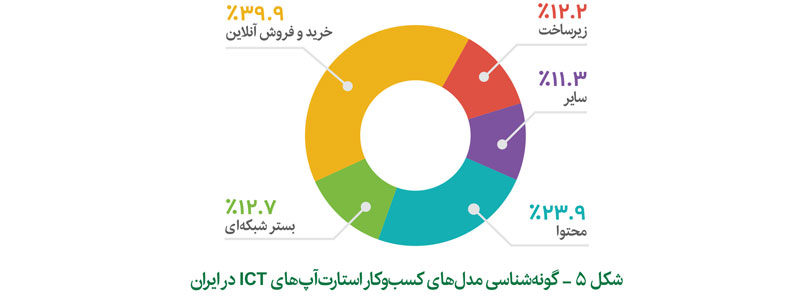 ٪۱۲.۲
زیرساخت
٪۳۹.۹
خرید و فروش آنلاین
٪۱۱.۳
سایر
٪۲۳.۹
محتوا
٪۱۲.۷
بستر شبکه‌ای
شکل ۵ - گونه‌شناسی مدل‌های کسب‌وکار استارت‌آپ‌های ICT در ایران